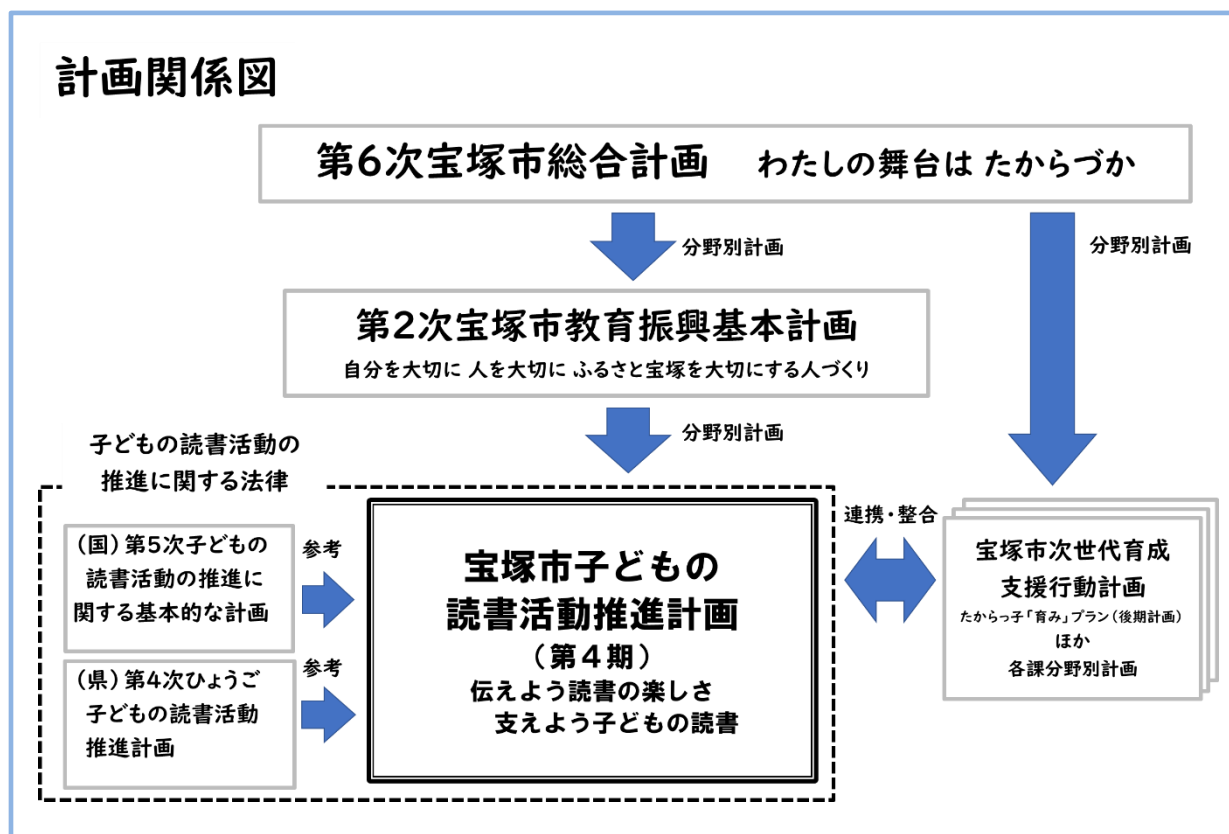 計画関係図
第6次宝塚市総合計画 わたしの舞台は たからづか
分野別計画
分野別計画
第2次宝塚市教育振興基本計画
自分を大切に 人を大切に ふるさと宝塚を大切にする人づくり
分野別計画
子どもの読書活動の
推進に関する法律
(国)第5次子どもの
読書活動の推進に
関する基本的な計画
参考
(県)第4次ひょうご
子どもの読書活動
推進計画
参考
宝塚市子どもの
読書活動推進計画
(第4期)
伝えよう読書の楽しさ
支えよう子どもの読書
連携・整合
宝塚市次世代育成
支援行動計画
たからっ子「育み」プラン(後期計画)
ほか
各課分野別計画